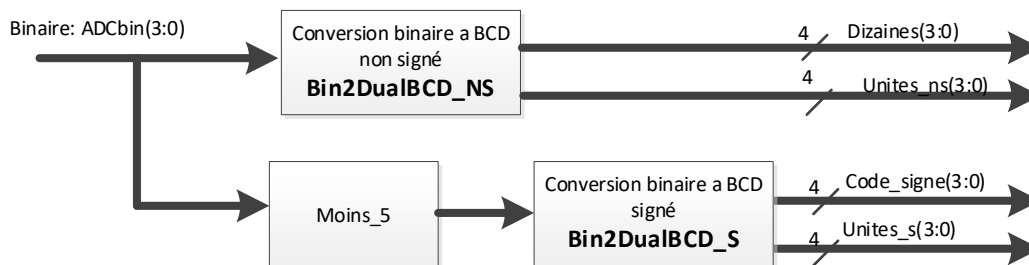 Binaire: ADCbin(3:0)
Conversion binaire a BCD
non signé
Bin2DualBCD_NS
4
Dizaines(3:0)
4
Unites_ns(3:0)
Moins_5
Conversion binaire a BCD
signé
Bin2DualBCD_S
4
Code_signe(3:0)
4
Unites_s(3:0)